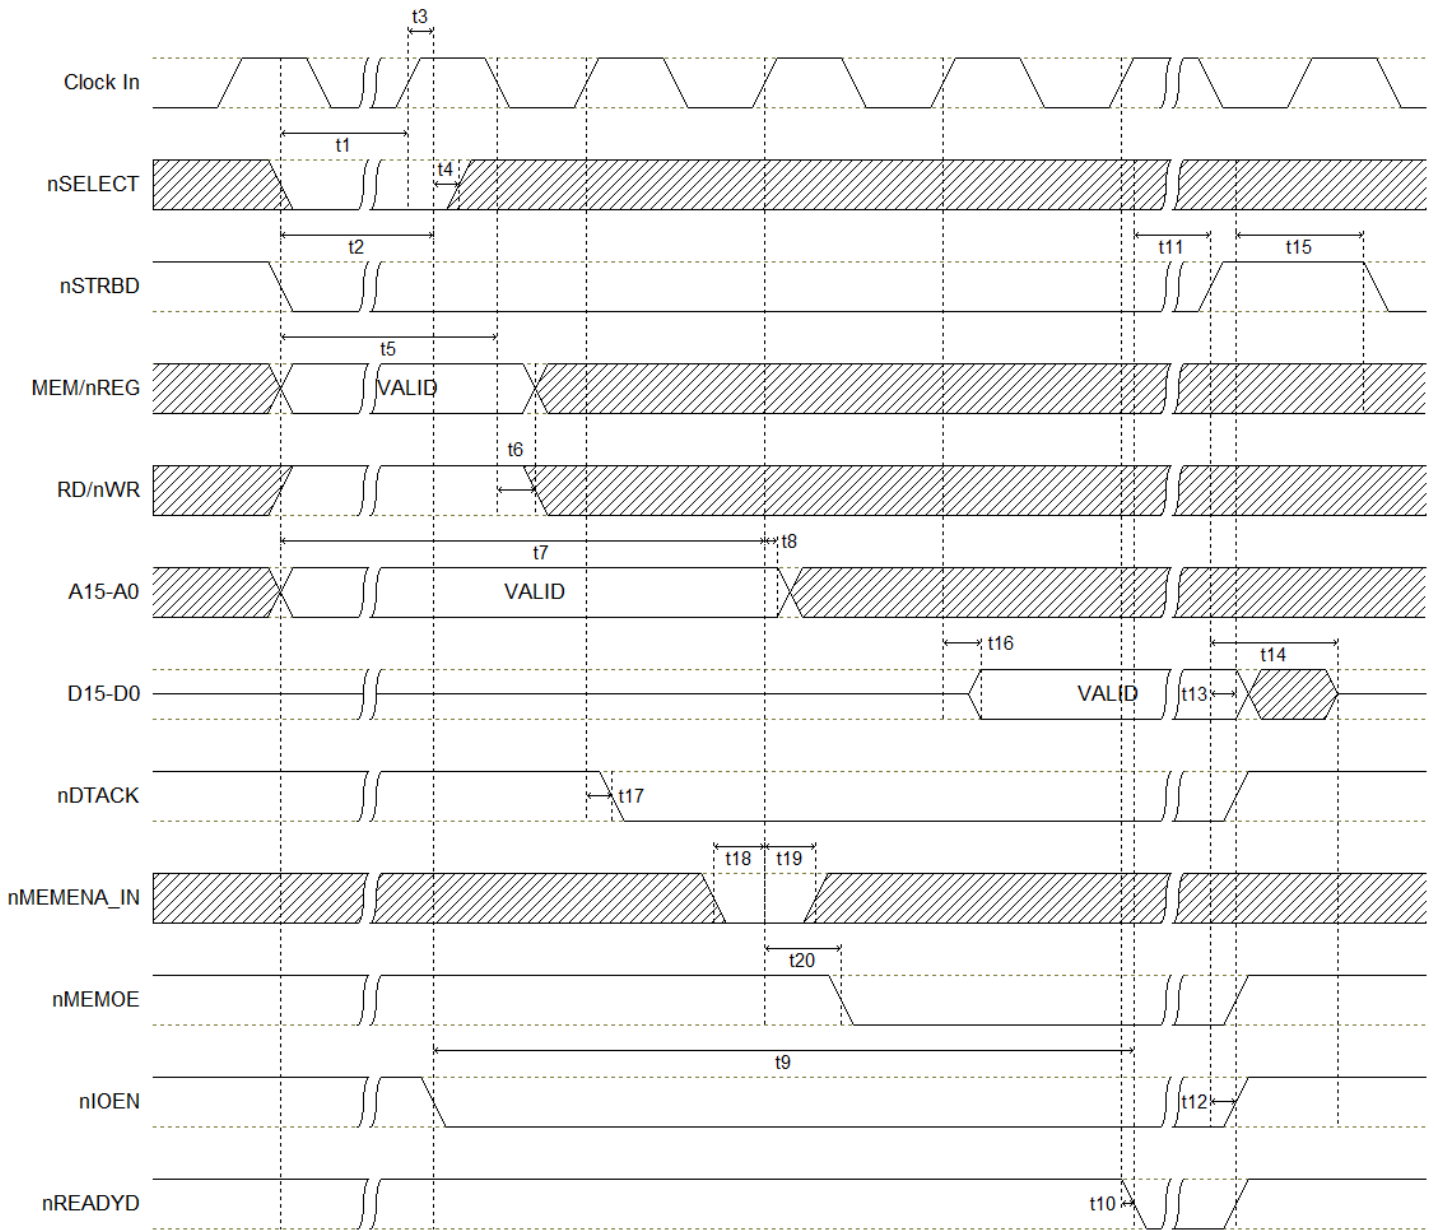 t3
Clock In
t1
nSELECT
t4
t2
t11
t15
nSTRBD
t5
MEM/nREG
VALID
t6
RD/nWR
t7
t8
A15-A0
VALID
t16
t14
D15-D0
VALID
t13
nDTACK
t17
t18
t19
nMEMENA_IN
t20
nMEMOE
t9
nIOEN
t12
nREADYD
t10